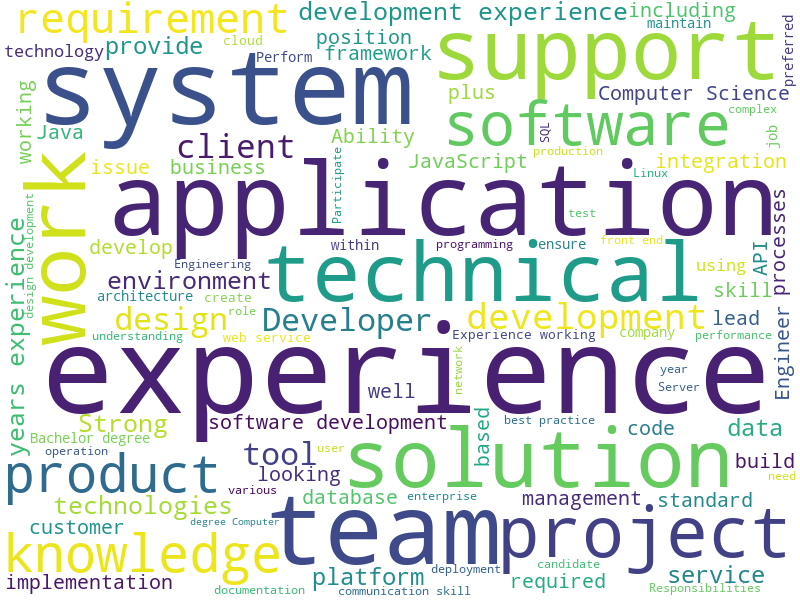 requirement
development experience
including
maintain
technology
provide
cloud
Perform
position
framework
support
preferred
system
plus
Computer Science
complex
working
Java
client
Ability
software
SQL
production
job
issue
business
Participate
JavaScript
integration
Linux
work
application
test
design development
develop
within
programming
ensure
front end
processes
Engineering
environment
technical
using
API
architecture
create
role
skill
years experience
design
Developer
development
lead
understanding
web service
Experience working
company
performance
Engineer
experience
network
year
Server
well
Strong
software development
best practice
code
data
Bachelor degree
operation
tool
user
solution
based
build
product
looking
various
need
technologies
database
enterprise
management
standard
customer
degree Computer
team
project
knowledge
implementation
documentation
platform
deployment
communication skill
candidate
required
service
Responsibilities